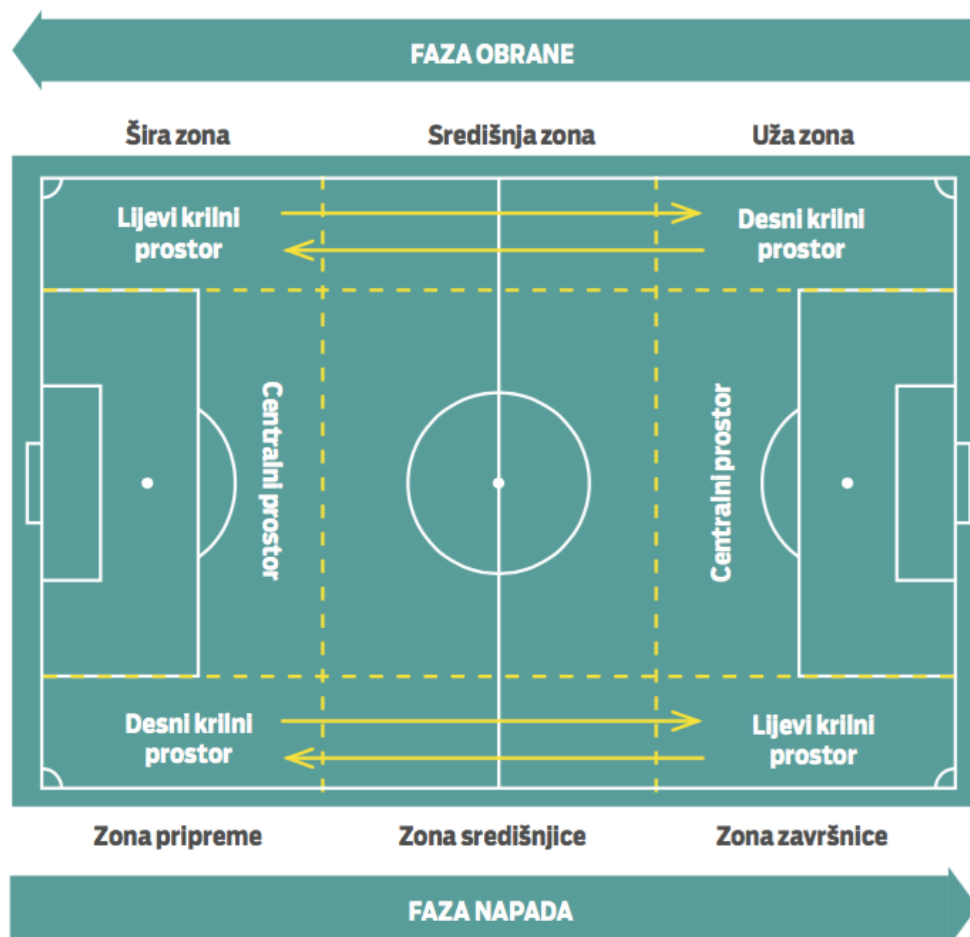 FAZA OBRANE
Šira zona
Središnja zona
Uža zona
Lijevi krilni
prostor
Desni krilni
prostor
Centralni prostor
Centralni prostor
Desni krilni
prostor
Lijevi krilni
prostor
Zona pripreme
Zona središnjice
Zona završnice
FAZA NAPADA